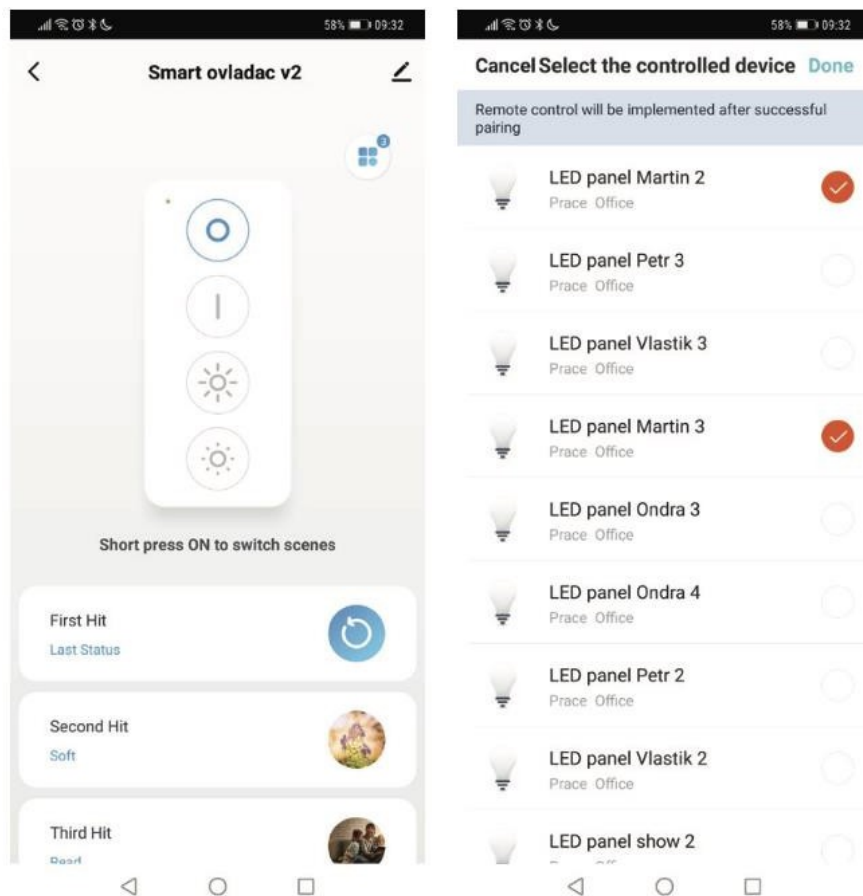 58% 09:32
Smart ovladac v2
3
Short press ON to switch scenes
First Hit
Last Status
Second Hit
Soft
Third Hit
Read
58% 09:32
Cancel Select the controlled device Done
Remote control will be implemented after successful
pairing
LED panel Martin 2
Prace Office
LED panel Petr 3
Prace Office
LED panel Vlastik 3
Prace Office
LED panel Martin 3
Prace Office
LED panel Ondra 3
Prace Office
LED panel Ondra 4
Prace Office
LED panel Petr 2
Prace Office
LED panel Vlastik 2
Prace Office
LED panel show 2